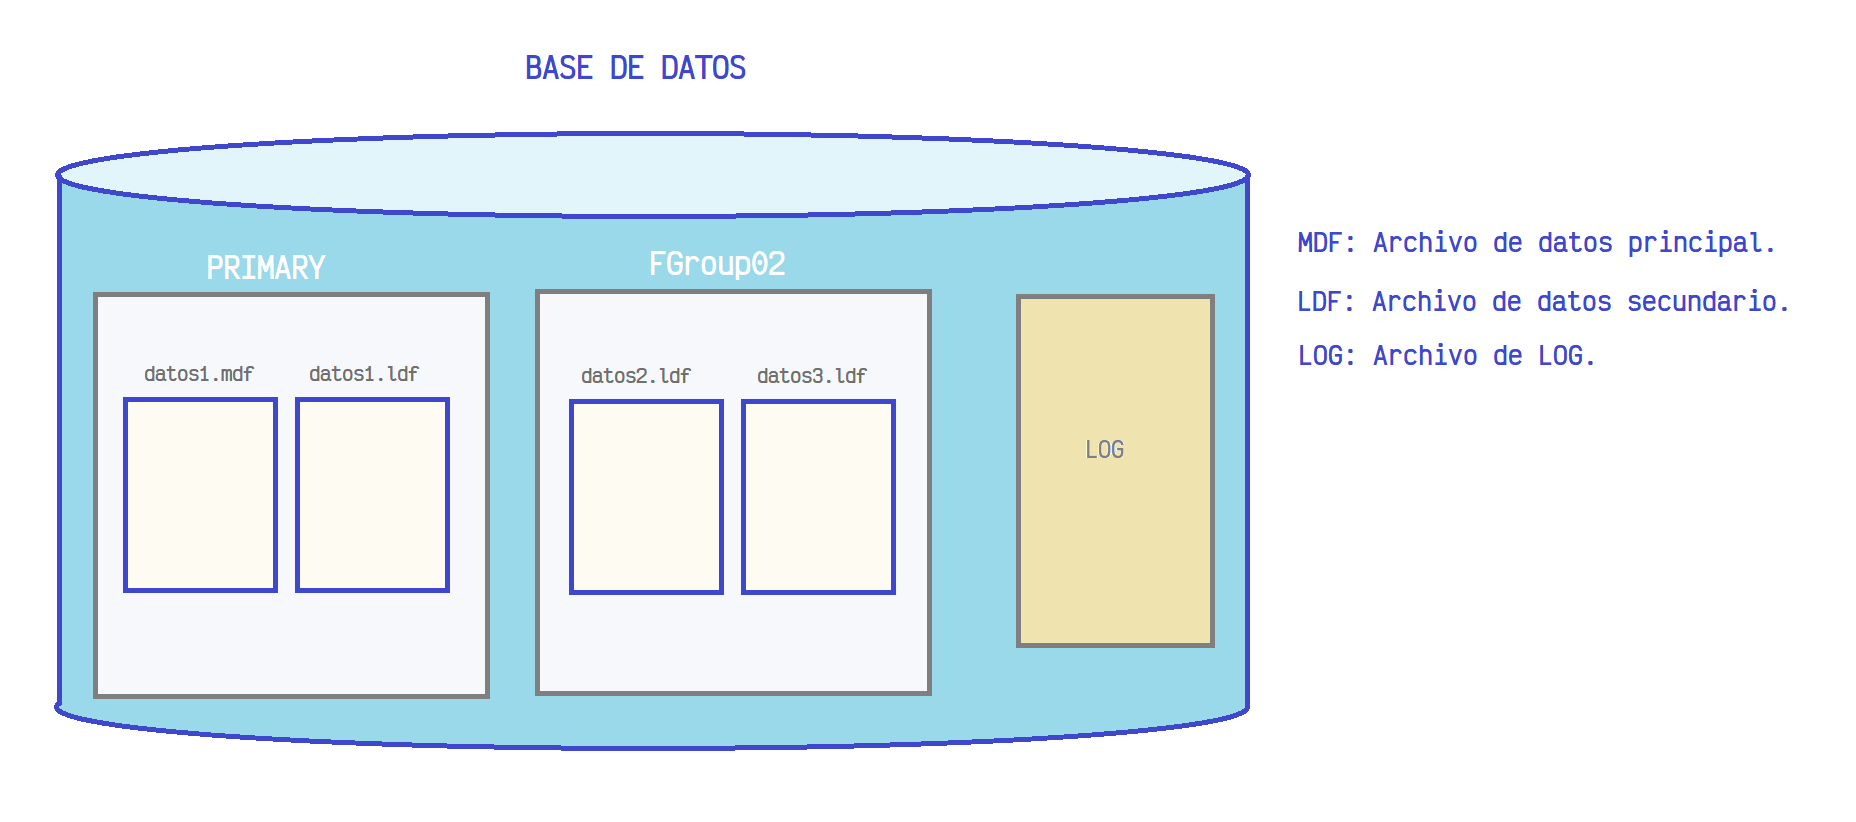 BASE DE DATOS
PRIMARY
FGroup02
datos1.mdf
datos1.ldf
datos2.ldf
datos3.ldf
LOG
MDF: Archivo de datos principal.
LDF: Archivo de datos secundario.
LOG: Archivo de LOG.